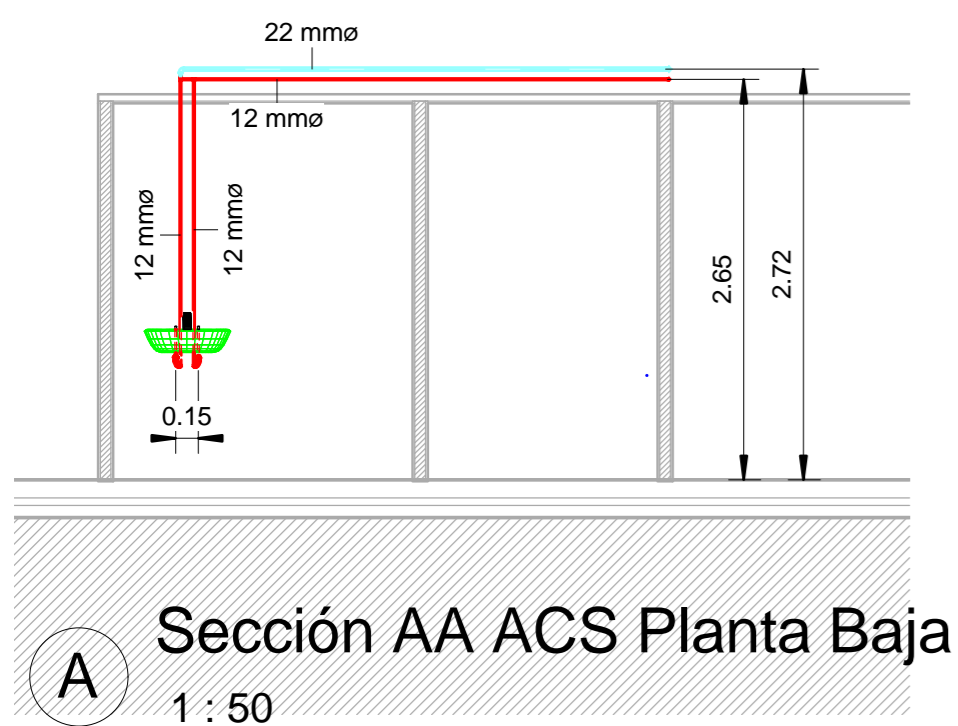 22 mmø
12 mmø
12 mmø
12 mmø
2.65
2.72
0.15
Sección AA ACS Planta Baja
A
1 : 50